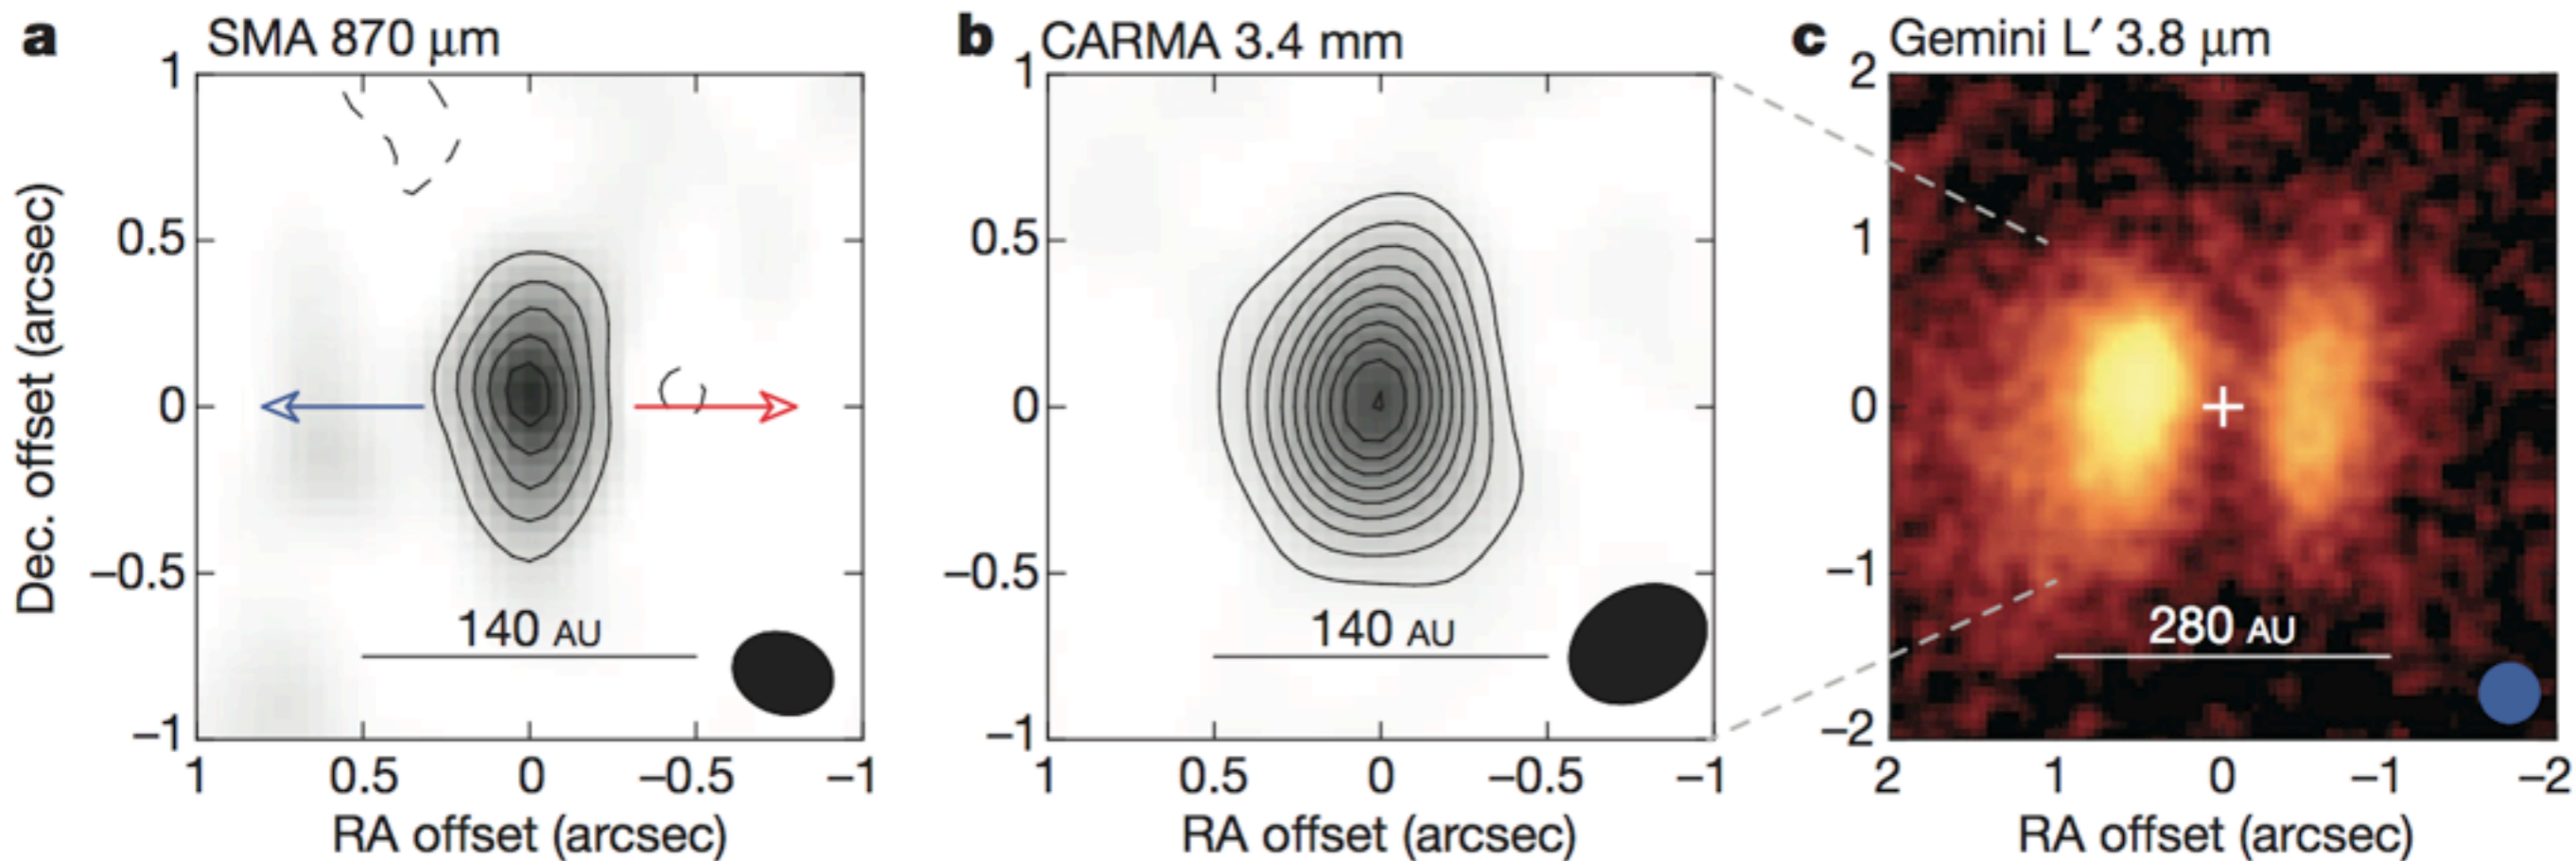 a SMA 870 μm
b CARMA 3.4 mm
c Gemini L′ 3.8 μm
Dec. offset (arcsec)
1
0.5
0
–0.5
–1
140 AU
1 0.5 0 –0.5 –1
RA offset (arcsec)
1
0.5
0
–0.5
–1
140 AU
1 0.5 0 –0.5 –1
RA offset (arcsec)
2
1
0
–1
–2
280 AU
2 1 0 –1 –2
RA offset (arcsec)